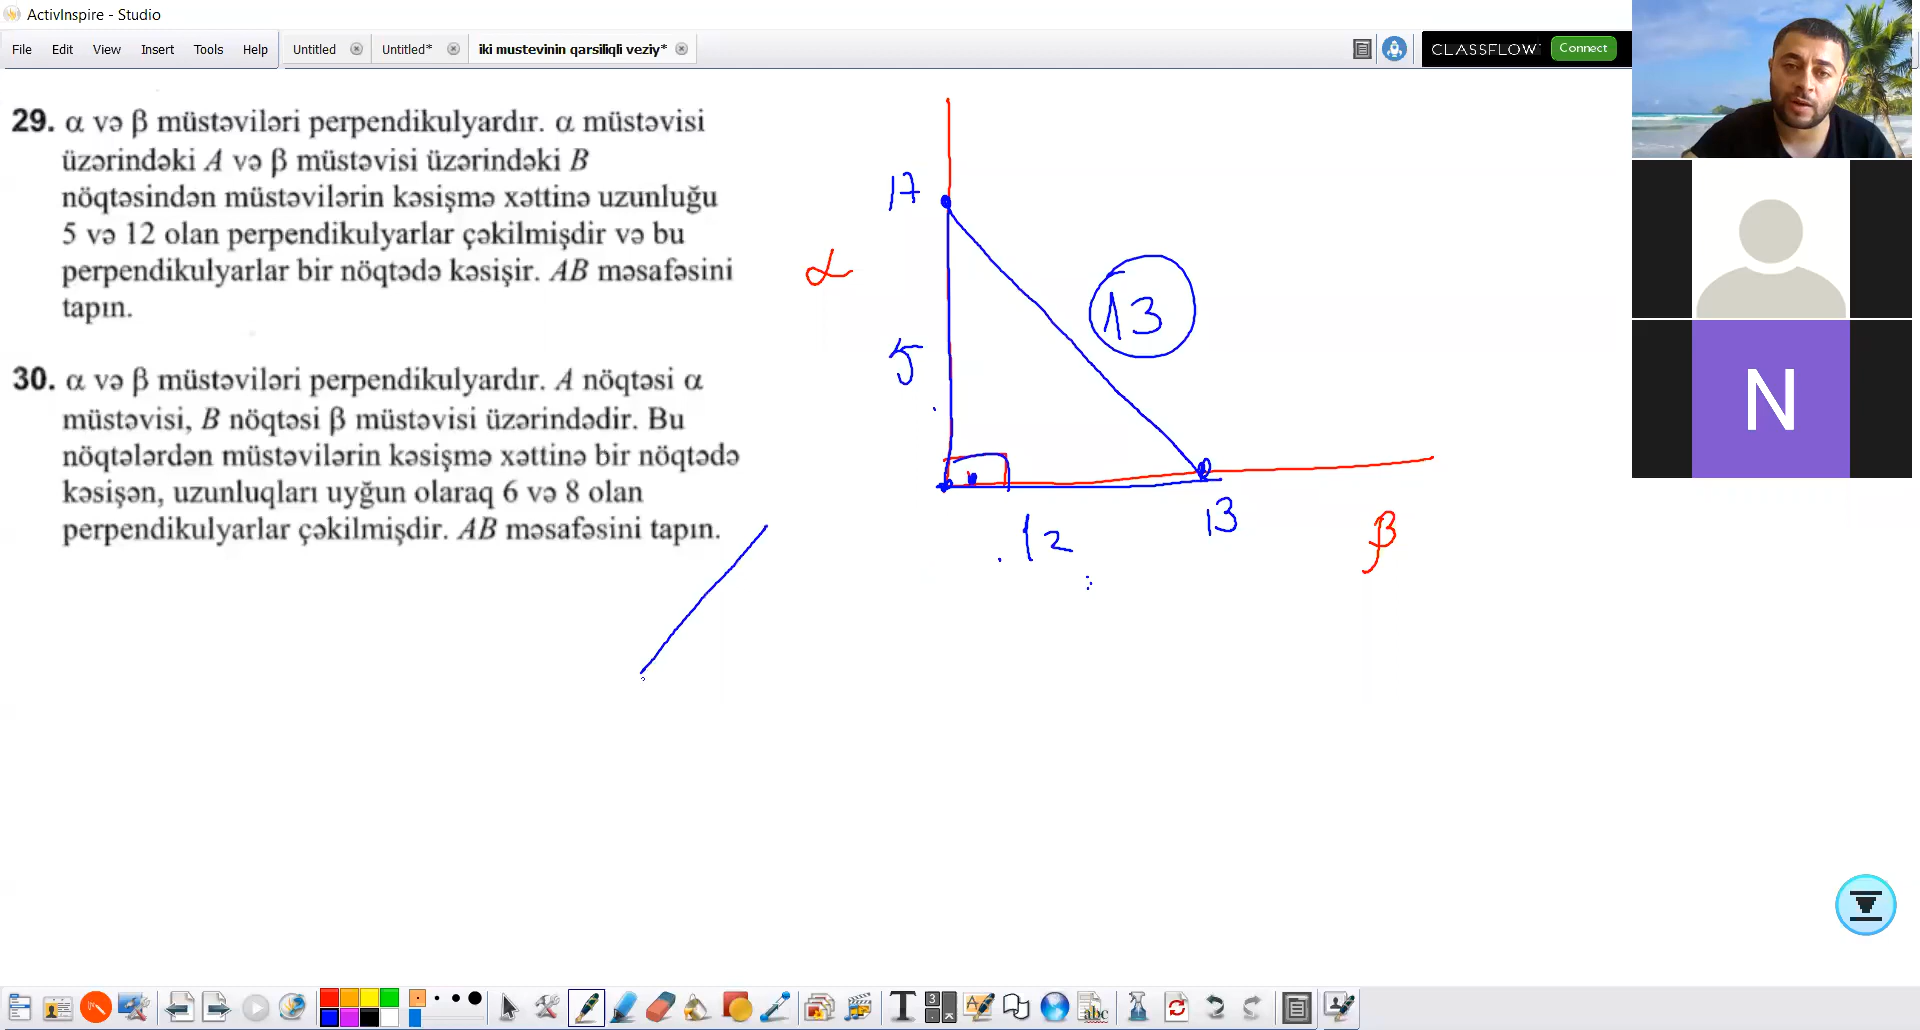 ActivInspire - Studio
File Edit View Insert Tools Help
Untitled Untitled* iki mustevinin qarsiliqli veziy*
CLASSFLOW Connect
29. α və β müstəviləri perpendikulyardır. α müstəvisi
üzərindəki A və β müstəvisi üzərindəki B
nöqtəsindən müstəvilərin kəsişmə xəttinə uzunluğu
5 və 12 olan perpendikulyarlar çəkilmişdir və bu
perpendikulyarlar bir nöqtədə kəsişir. AB məsafəsini
tapın.
30. α və β müstəviləri perpendikulyardır. A nöqtəsi α
müstəvisi, B nöqtəsi β müstəvisi üzərindədir. Bu
nöqtələrdən müstəvilərin kəsişmə xəttinə bir nöqtədə
kəsişən, uzunluqları uyğun olaraq 6 və 8 olan
perpendikulyarlar çəkilmişdir. AB məsafəsini tapın.
17
α
13
5
12
13
β
N